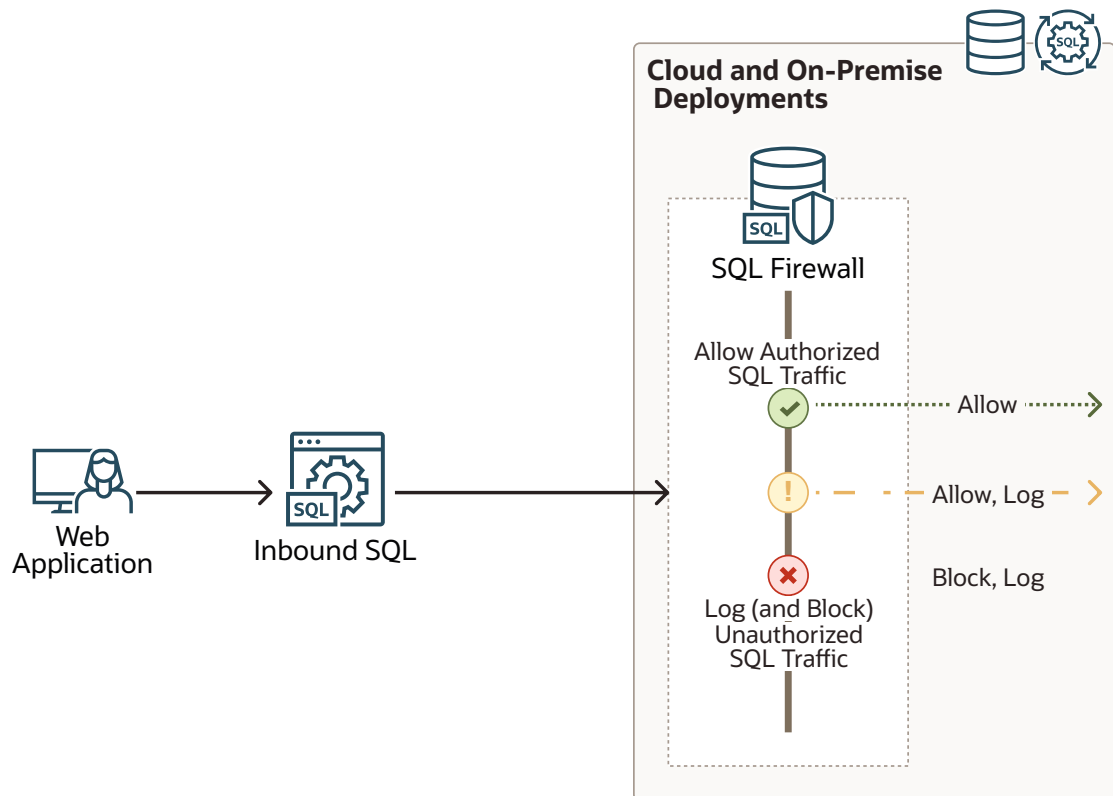 SQL
Cloud and On-Premise
Deployments
SQL
SQL Firewall
Allow Authorized
SQL Traffic
Allow
Allow, Log
Block, Log
Log (and Block)
Unauthorized
SQL Traffic
SQL
Inbound SQL
Web
Application